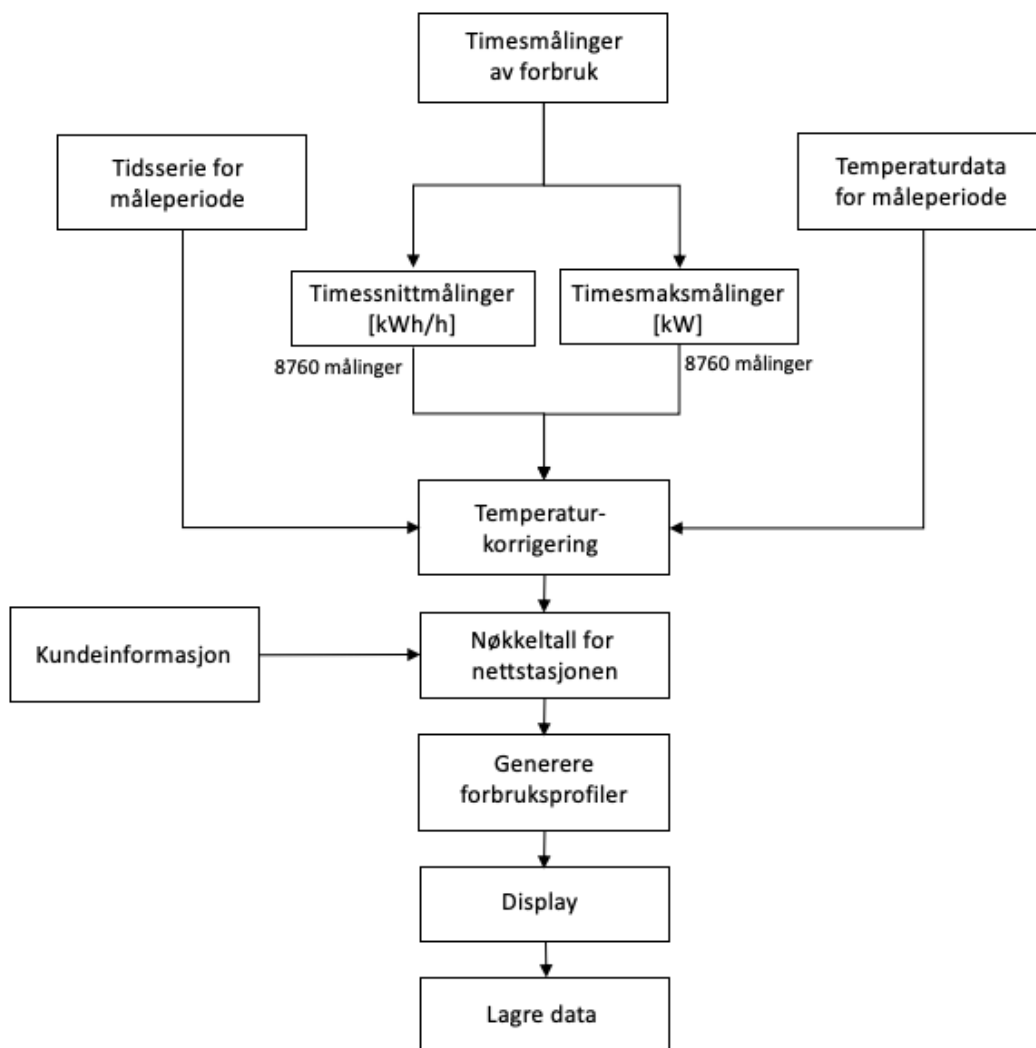 Timesmålinger
av forbruk
Tidsserie for
måleperiode
Temperaturdata
for måleperiode
Timessnittmålinger
[kWh/h]
Timesmaksmålinger
[kW]
8760 målinger
8760 målinger
Temperatur-
korrigering
Kundeinformasjon
Nøkkeltall for
nettstasjonen
Generere
forbruksprofiler
Display
Lagre data